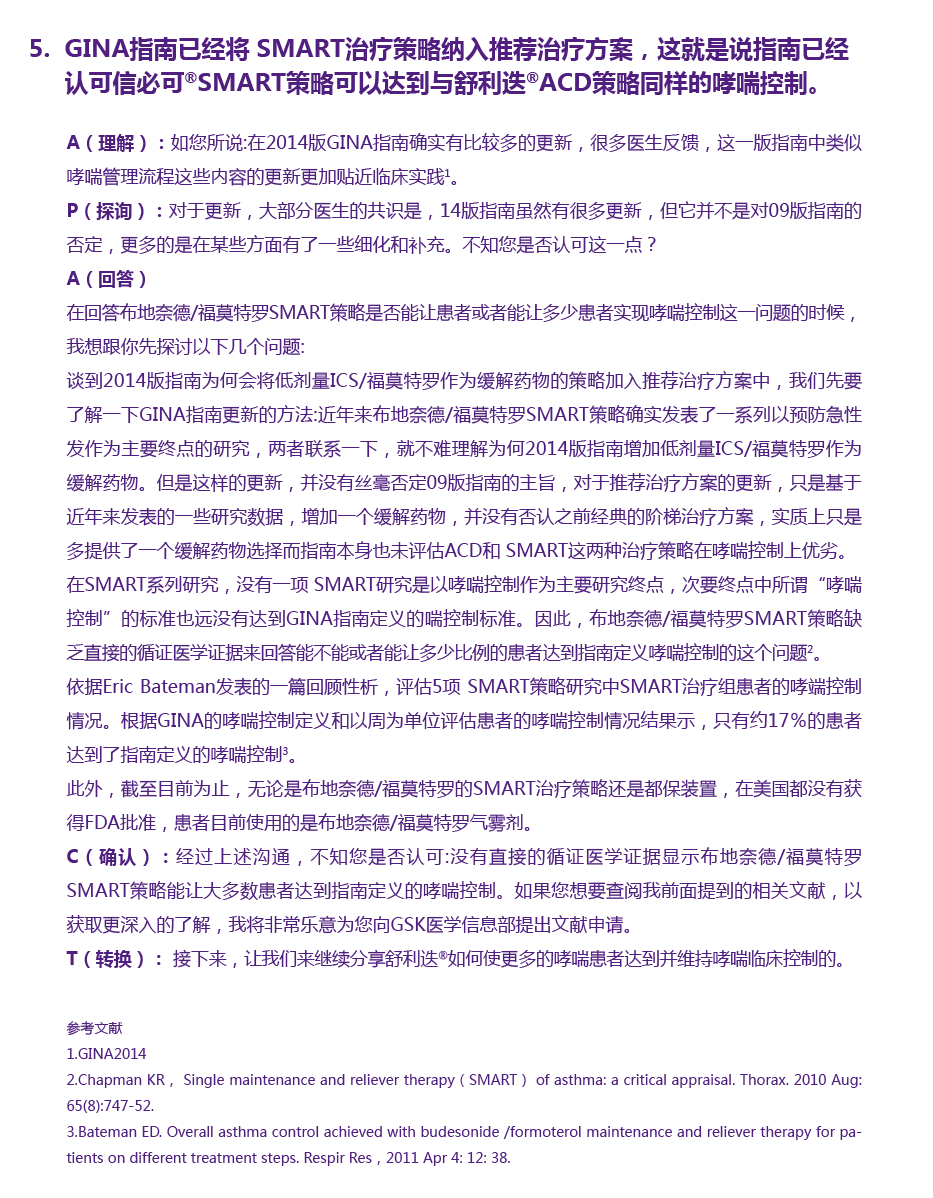 5. GINA指南已经将 SMART治疗策略纳入推荐治疗方案，这就是说指南已经
认可信必可®SMART策略可以达到与舒利迭®ACD策略同样的哮喘控制。
A（理解）：如您所说:在2014版GINA指南确实有比较多的更新，很多医生反馈，这一版指南中类似
哮喘管理流程这些内容的更新更加贴近临床实践¹。
P（探询）：对于更新，大部分医生的共识是，14版指南虽然有很多更新，但它并不是对09版指南的
否定，更多的是在某些方面有了一些细化和补充。不知您是否认可这一点？
A（回答）
在回答布地奈德/福莫特罗SMART策略是否能让患者或者能让多少患者实现哮喘控制这一问题的时候，
我想跟你先探讨以下几个问题:
谈到2014版指南为何会将低剂量ICS/福莫特罗作为缓解药物的策略加入推荐治疗方案中，我们先要
了解一下GINA指南更新的方法:近年来布地奈德/福莫特罗SMART策略确实发表了一系列以预防急性
发作为主要终点的研究，两者联系一下，就不难理解为何2014版指南增加低剂量ICS/福莫特罗作为
缓解药物。但是这样的更新，并没有丝毫否定09版指南的主旨，对于推荐治疗方案的更新，只是基于
近年来发表的一些研究数据，增加一个缓解药物，并没有否认之前经典的阶梯治疗方案，实质上只是
多提供了一个缓解药物选择而指南本身也未评估ACD和 SMART这两种治疗策略在哮喘控制上优劣。
在SMART系列研究，没有一项 SMART研究是以哮喘控制作为主要研究终点，次要终点中所谓“哮喘
控制”的标准也远没有达到GINA指南定义的喘控制标准。因此，布地奈德/福莫特罗SMART策略缺
乏直接的循证医学证据来回答能不能或者能让多少比例的患者达到指南定义哮喘控制的这个问题²。
依据Eric Bateman发表的一篇回顾性析，评估5项 SMART策略研究中SMART治疗组患者的哮端控制
情况。根据GINA的哮喘控制定义和以周为单位评估患者的哮喘控制情况结果示，只有约17%的患者
达到了指南定义的哮喘控制³。
此外，截至目前为止，无论是布地奈德/福莫特罗的SMART治疗策略还是都保装置，在美国都没有获
得FDA批准，患者目前使用的是布地奈德/福莫特罗气雾剂。
C（确认）：经过上述沟通，不知您是否认可:没有直接的循证医学证据显示布地奈德/福莫特罗
SMART策略能让大多数患者达到指南定义的哮喘控制。如果您想要查阅我前面提到的相关文献，以
获取更深入的了解，我将非常乐意为您向GSK医学信息部提出文献申请。
T（转换）： 接下来，让我们来继续分享舒利迭®如何使更多的哮喘患者达到并维持哮喘临床控制的。
参考文献
1.GINA2014
2.Chapman KR， Single maintenance and reliever therapy（SMART） of asthma: a critical appraisal. Thorax. 2010 Aug:
65(8):747-52.
3.Bateman ED. Overall asthma control achieved with budesonide /formoterol maintenance and reliever therapy for pa-
tients on different treatment steps. Respir Res，2011 Apr 4: 12: 38.